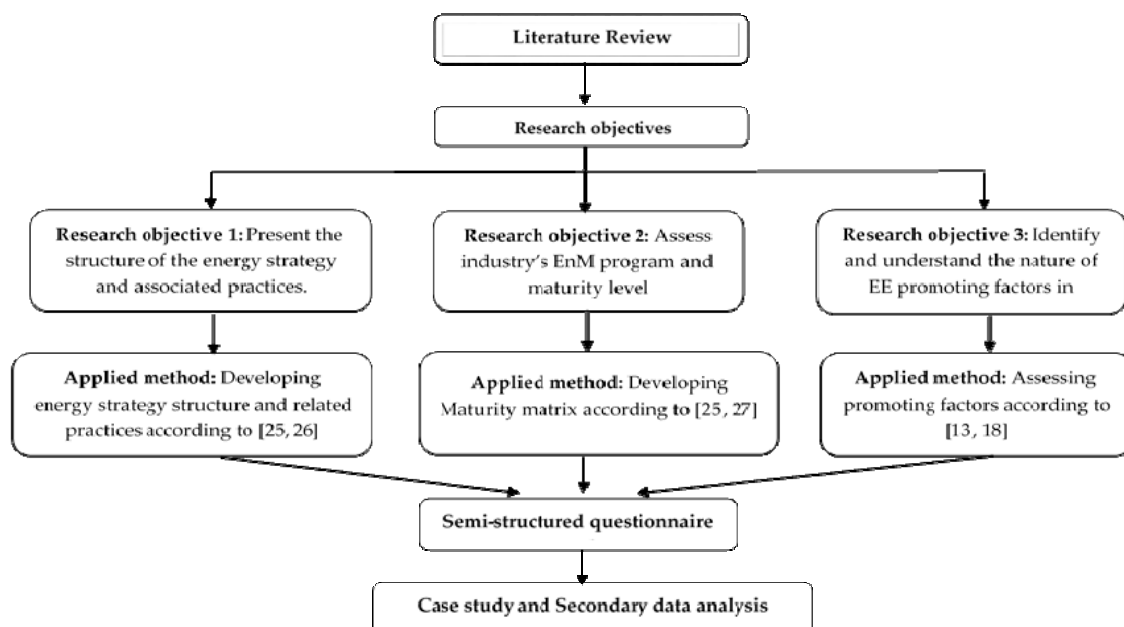 Literature Review
Research objectives
Research objective 1: Present the
structure of the energy strategy
and associated practices.
Research objective 2: Assess
industry's EnM program and
maturity level
Research objective 3: Identify
and understand the nature of
EE promoting factors in
Applied method: Developing
energy strategy structure and related
practices according to [25, 26]
Applied method: Developing
Maturity matrix according to [25, 27]
Applied method: Assessing
promoting factors according to
[13, 18]
Semi-structured questionnaire
Case study and Secondary data analysis